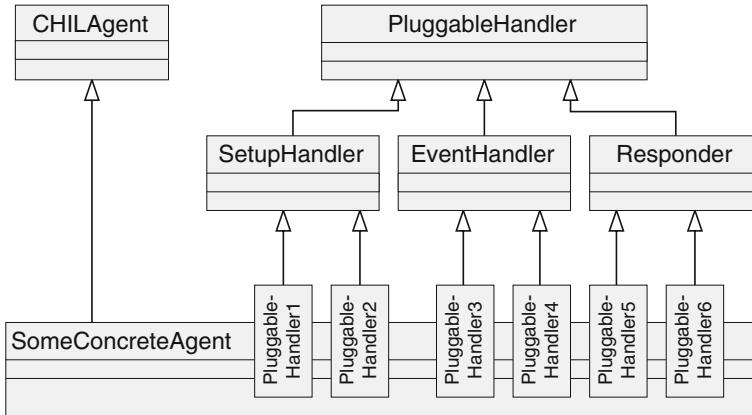 CHILAgent
PluggableHandler
SetupHandler
EventHandler
Responder
SomeConcreteAgent
Pluggable-
Handler1
Pluggable-
Handler2
Pluggable-
Handler3
Pluggable-
Handler4
Pluggable-
Handler5
Pluggable-
Handler6